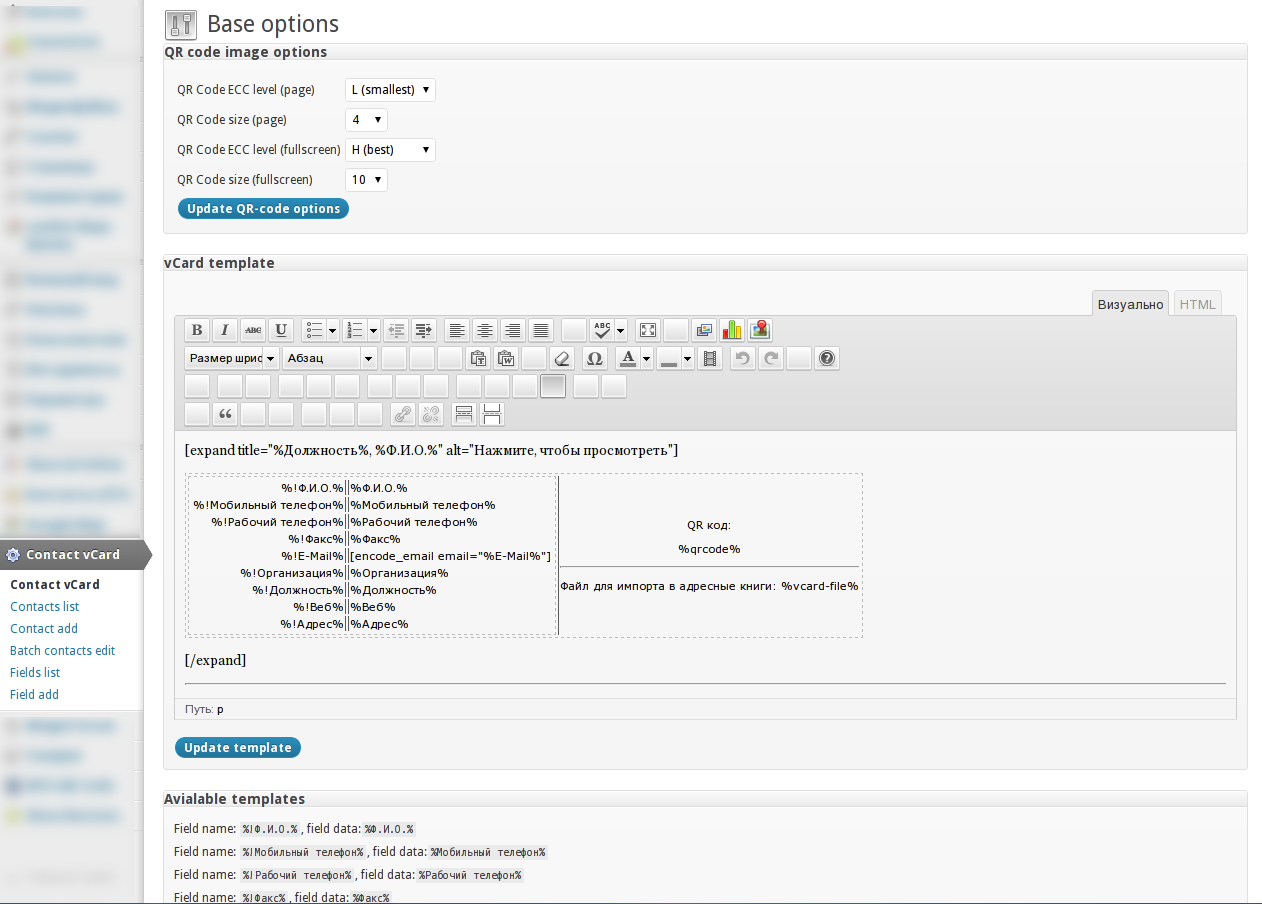 Base options
QR code image options
QR Code ECC level (page) L (smallest)
QR Code size (page) 4
QR Code ECC level (fullscreen) H (best)
QR Code size (fullscreen) 10
Update QR-code options
vCard template
Визуально HTML
B I ABC U ABC
Размер шрис Абзац T W Ω A ?
[expand title="%Должность%, %Ф.И.О.%" alt="Нажмите, чтобы просмотреть"]
%!Ф.И.О.% %Ф.И.О.%
%!Мобильный телефон% %Мобильный телефон%
%!Рабочий телефон% %Рабочий телефон%
%!Факс% %Факс%
%!E-Mail% [encode_email email="%E-Mail%"]
%!Организация% %Организация%
%!Должность% %Должность%
%!Веб% %Веб%
%!Адрес% %Адрес%
QR код:
%qrcode%
Файл для импорта в адресные книги: %vcard-file%
[/expand]
Путь: p
Update template
Avialable templates
Field name: %!Ф.И.О.%, field data: %Ф.И.О.%
Field name: %!Мобильный телефон%, field data: %Мобильный телефон%
Field name: %!Рабочий телефон%, field data: %Рабочий телефон%
Field name: %!Факс%, field data: %Факс%
Contact vCard
Contact vCard
Contacts list
Contact add
Batch contacts edit
Fields list
Field add